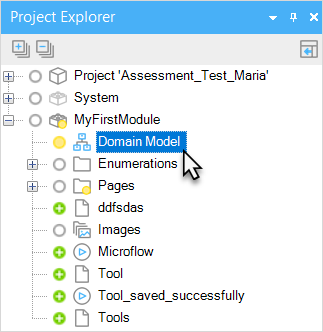 Project Explorer
Project 'Assessment_Test_Maria'
System
MyFirstModule
Domain Model
Enumerations
Pages
ddfsdas
Images
Microflow
Tool
Tool_saved_successfully
Tools